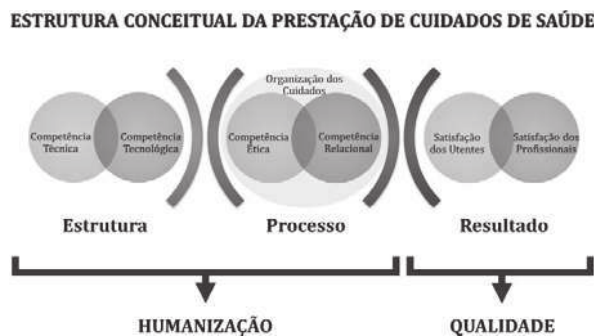 ESTRUTURA CONCEITUAL DA PRESTAÇÃO DE CUIDADOS DE SAÚDE
Organização dos
Cuidados
Competência
Técnica
Competência
Tecnológica
Competência
Ética
Competência
Relacional
Satisfação
dos Utentes
Satisfação dos
Profissionais
Estrutura
Processo
Resultado
HUMANIZAÇÃO
QUALIDADE